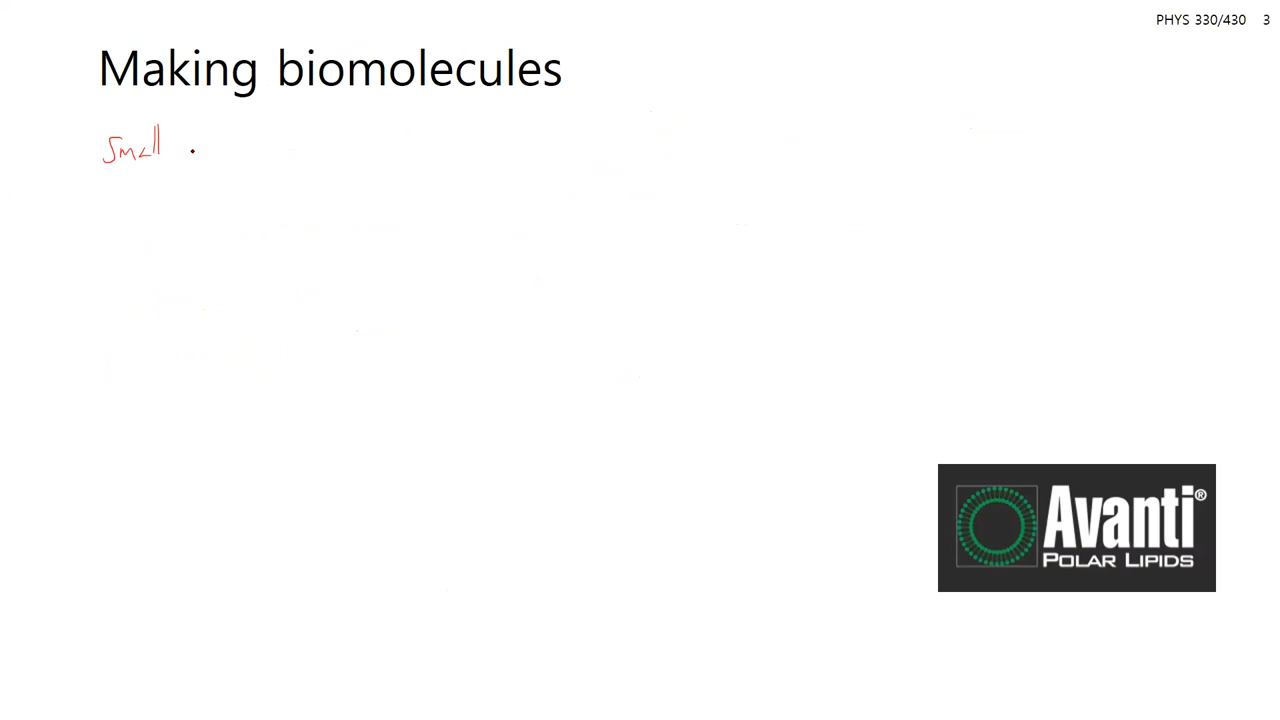 PHYS 330/430 3
Making biomolecules
Small
Avanti®
POLAR LIPIDS